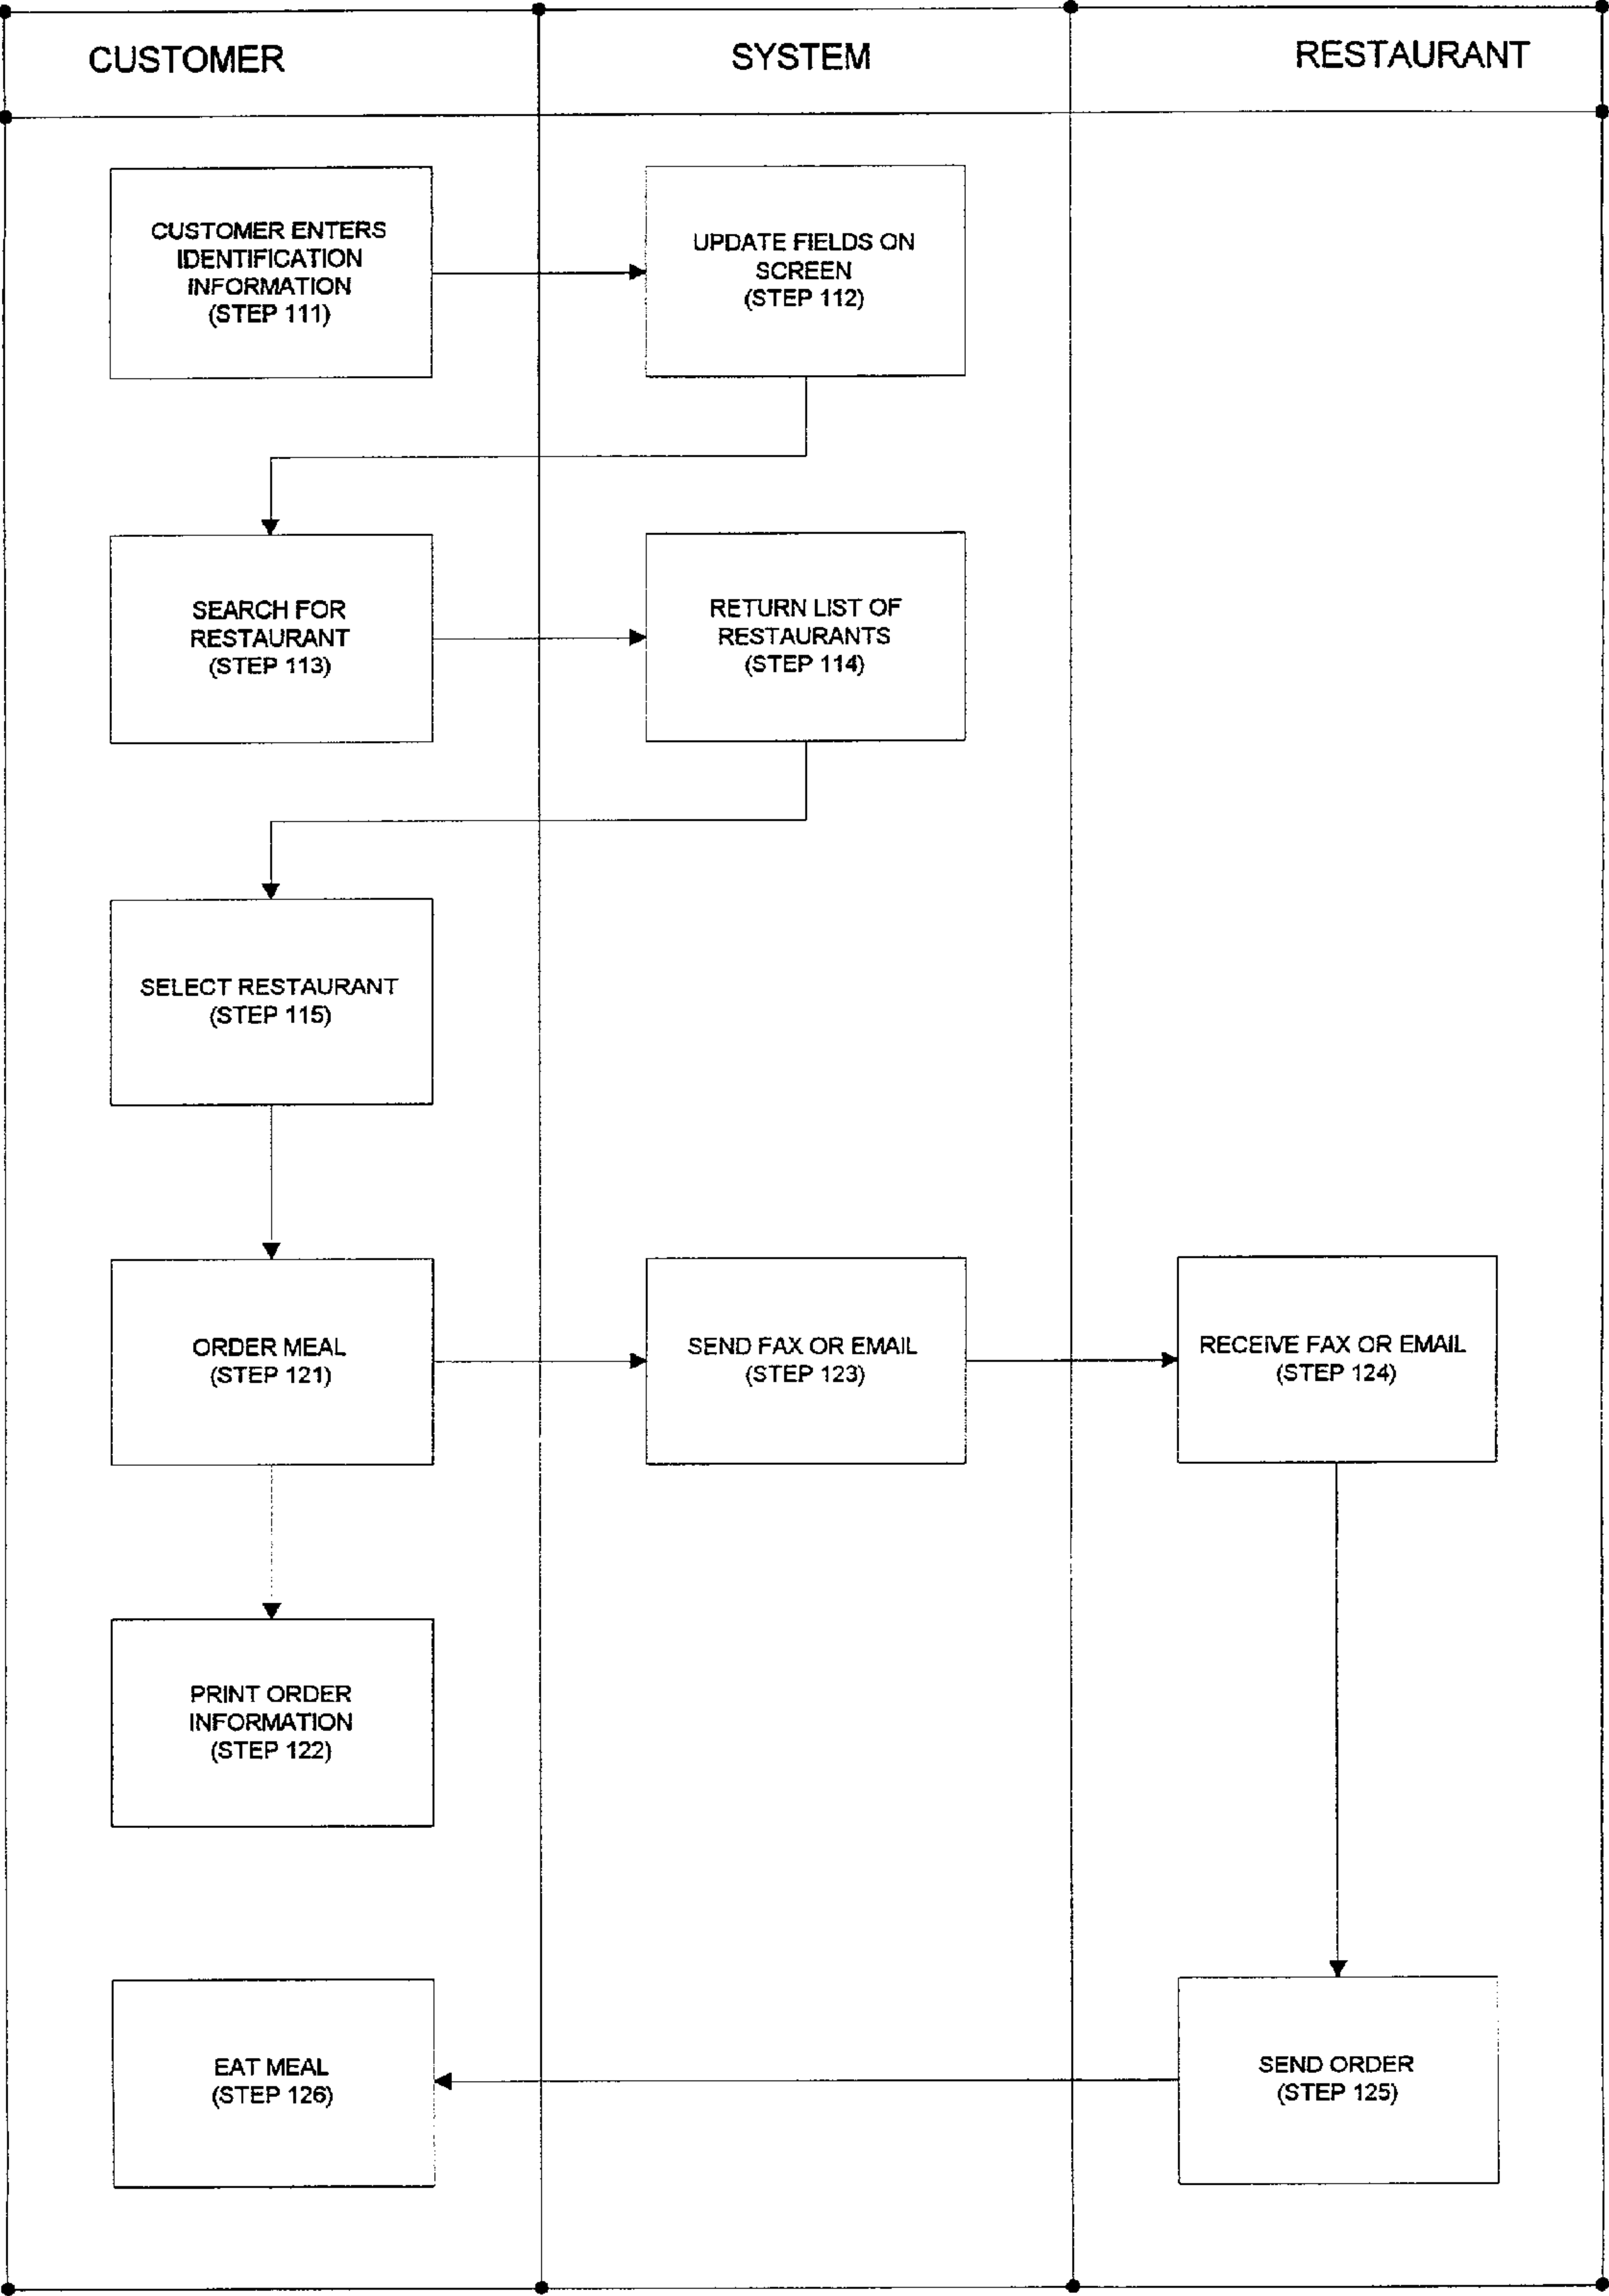 CUSTOMER
SYSTEM
RESTAURANT
CUSTOMER ENTERS
IDENTIFICATION
INFORMATION
(STEP 111)
UPDATE FIELDS ON
SCREEN
(STEP 112)
SEARCH FOR
RESTAURANT
(STEP 113)
RETURN LIST OF
RESTAURANTS
(STEP 114)
SELECT RESTAURANT
(STEP 115)
ORDER MEAL
(STEP 121)
SEND FAX OR EMAIL
(STEP 123)
RECEIVE FAX OR EMAIL
(STEP 124)
PRINT ORDER
INFORMATION
(STEP 122)
EAT MEAL
(STEP 126)
SEND ORDER
(STEP 125)